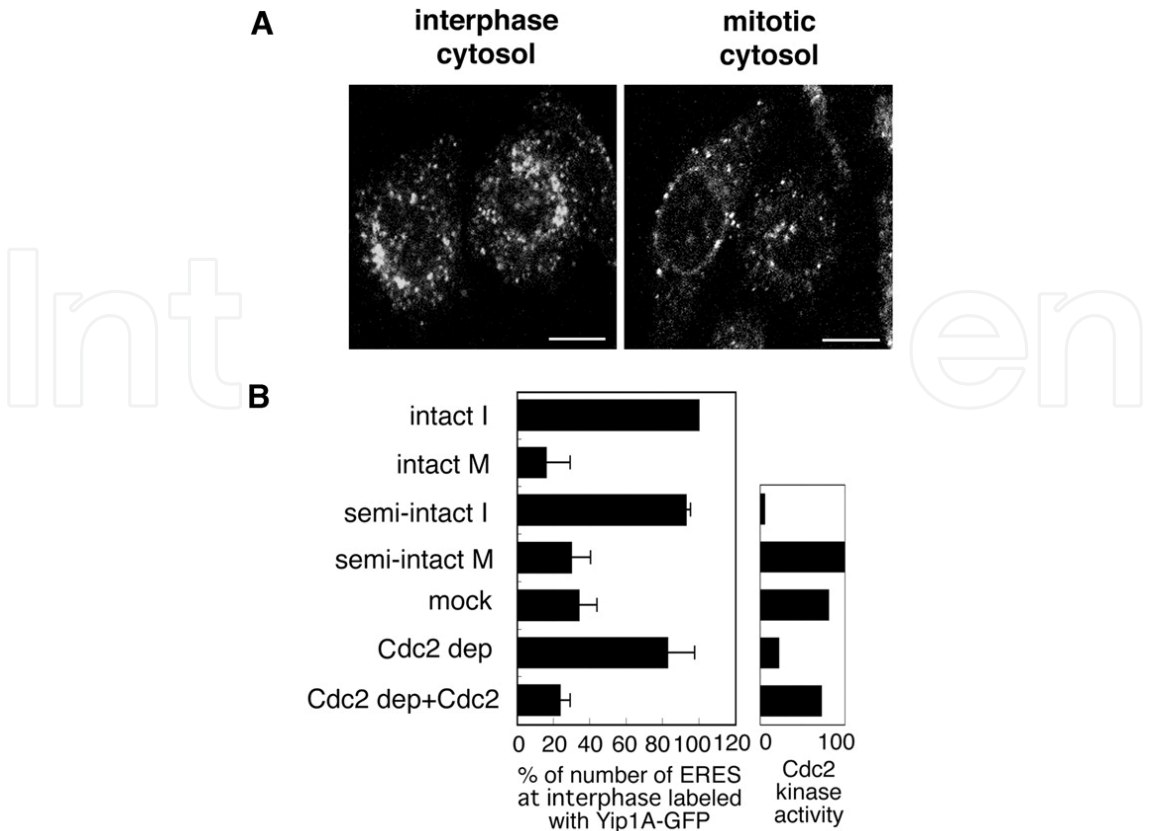 A
interphase
cytosol
mitotic
cytosol
Int
en
B
intact I
intact M
semi-intact I
semi-intact M
mock
Cdc2 dep
Cdc2 dep+Cdc2
0 20 40 60 80 100 120
0 100
% of number of ERES
at interphase labeled
with Yip1A-GFP
Cdc2
kinase
activity